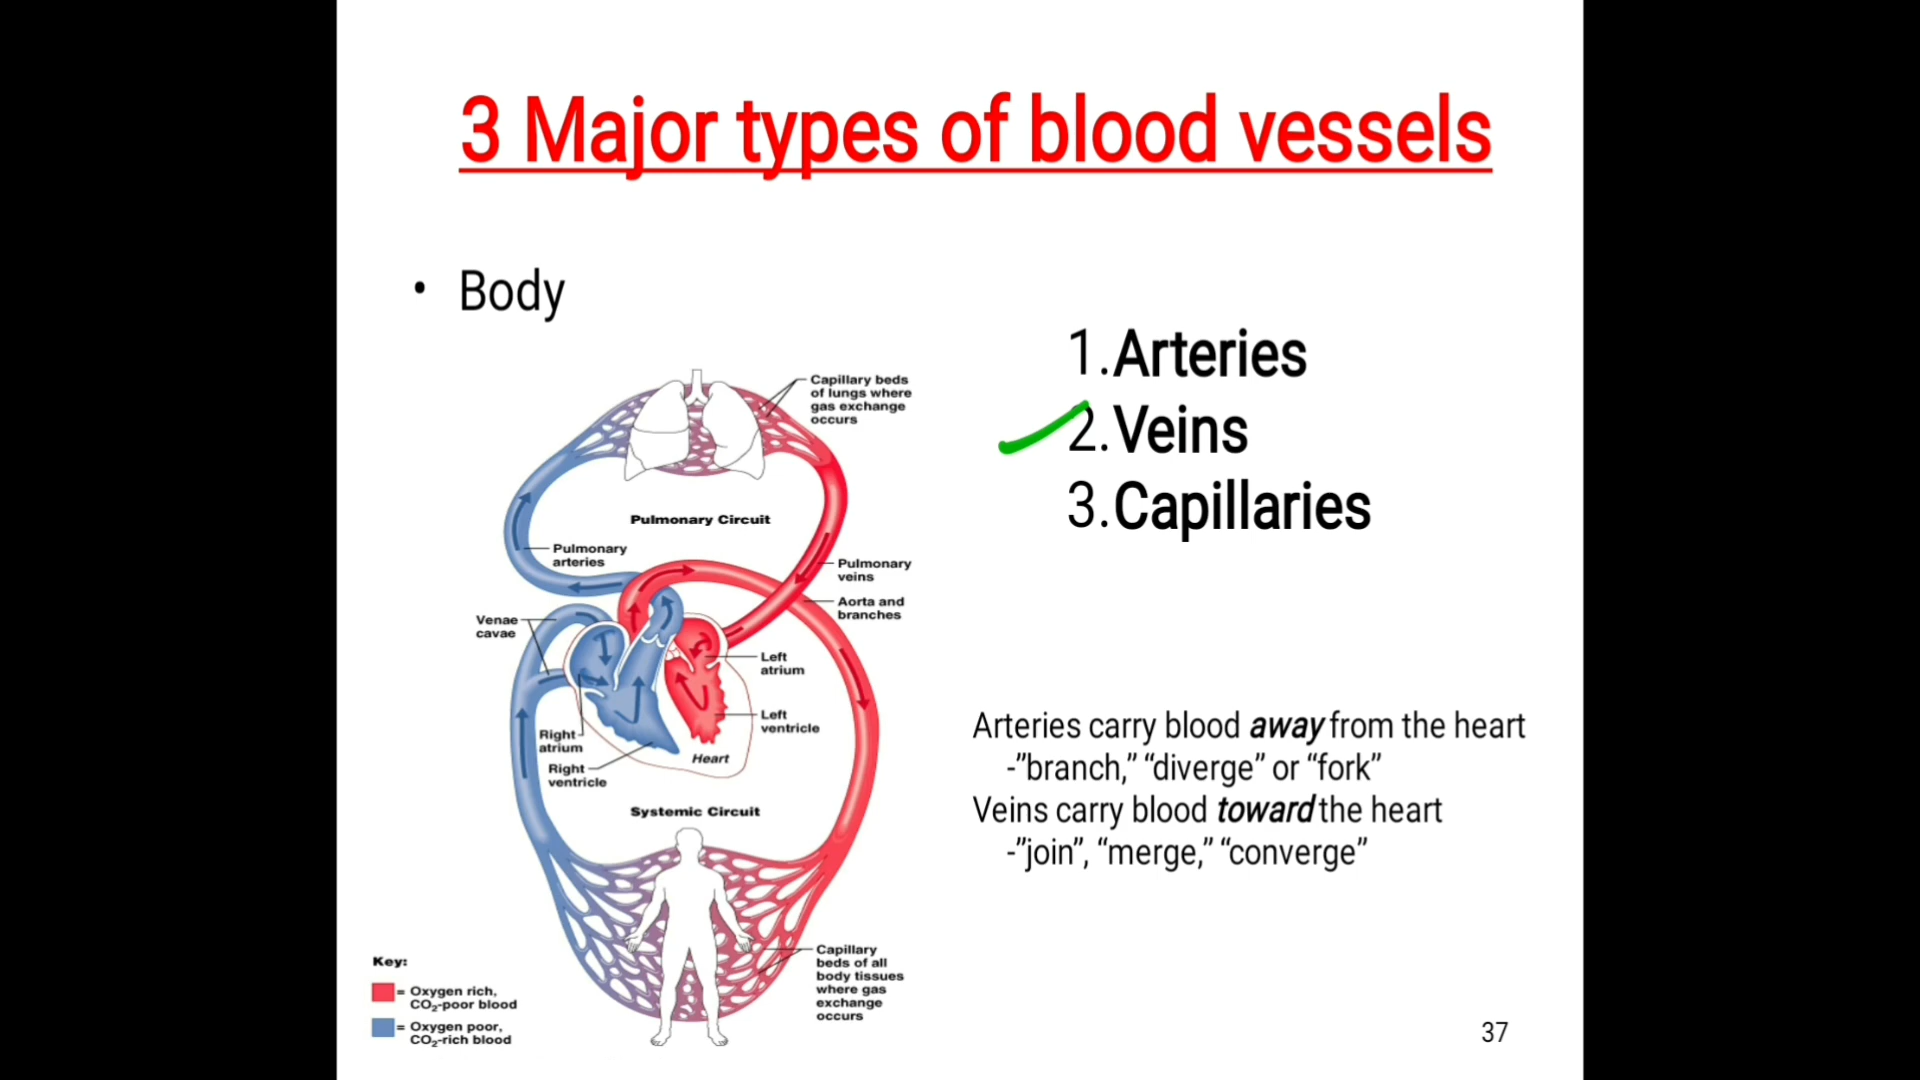 3 Major types of blood vessels
• Body
1.Arteries
2.Veins
3.Capillaries
Capillary beds
of lungs where
gas exchange
occurs
Pulmonary Circuit
Pulmonary
arteries
Pulmonary
veins
Aorta and
branches
Venae
cavae
Left
atrium
Left
ventricle
Right
atrium
Right
ventricle
Heart
Systemic Circuit
Capillary
beds of all
body tissues
where gas
exchange
occurs
Key:
= Oxygen rich,
CO₂-poor blood
= Oxygen poor,
CO₂-rich blood
Arteries carry blood away from the heart
-”branch,” “diverge” or “fork”
Veins carry blood toward the heart
-”join”, “merge,” “converge”
37